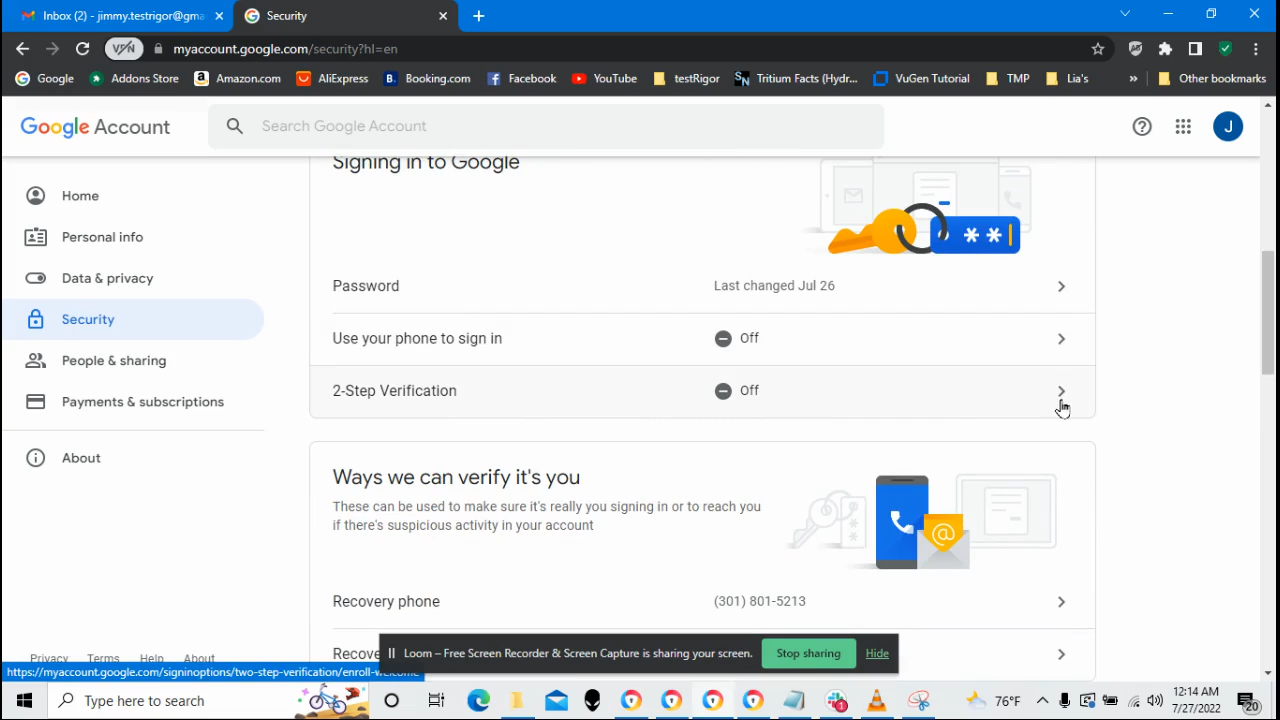 Inbox (2) - jimmy.testrigor@gma
Security
VPN
myaccount.google.com/security?hl=en
Google
Addons Store
Amazon.com
AliExpress
Booking.com
Facebook
YouTube
testRigor
Tritium Facts (Hydr...
VuGen Tutorial
TMP
Lia's
»
Other bookmarks
Google Account
Search Google Account
J
Home
Personal info
Data & privacy
Security
People & sharing
Payments & subscriptions
About
Signing in to Google
Password
Last changed Jul 26
Use your phone to sign in
Off
2-Step Verification
Off
Ways we can verify it's you
These can be used to make sure it's really you signing in or to reach you
if there's suspicious activity in your account
Recovery phone
(301) 801-5213
Recove
Privacy Terms Help About
Loom – Free Screen Recorder & Screen Capture is sharing your screen.
Stop sharing
Hide
https://myaccount.google.com/signinoptions/two-step-verification/enroll-welcome
Type here to search
76°F
12:14 AM
7/27/2022
20